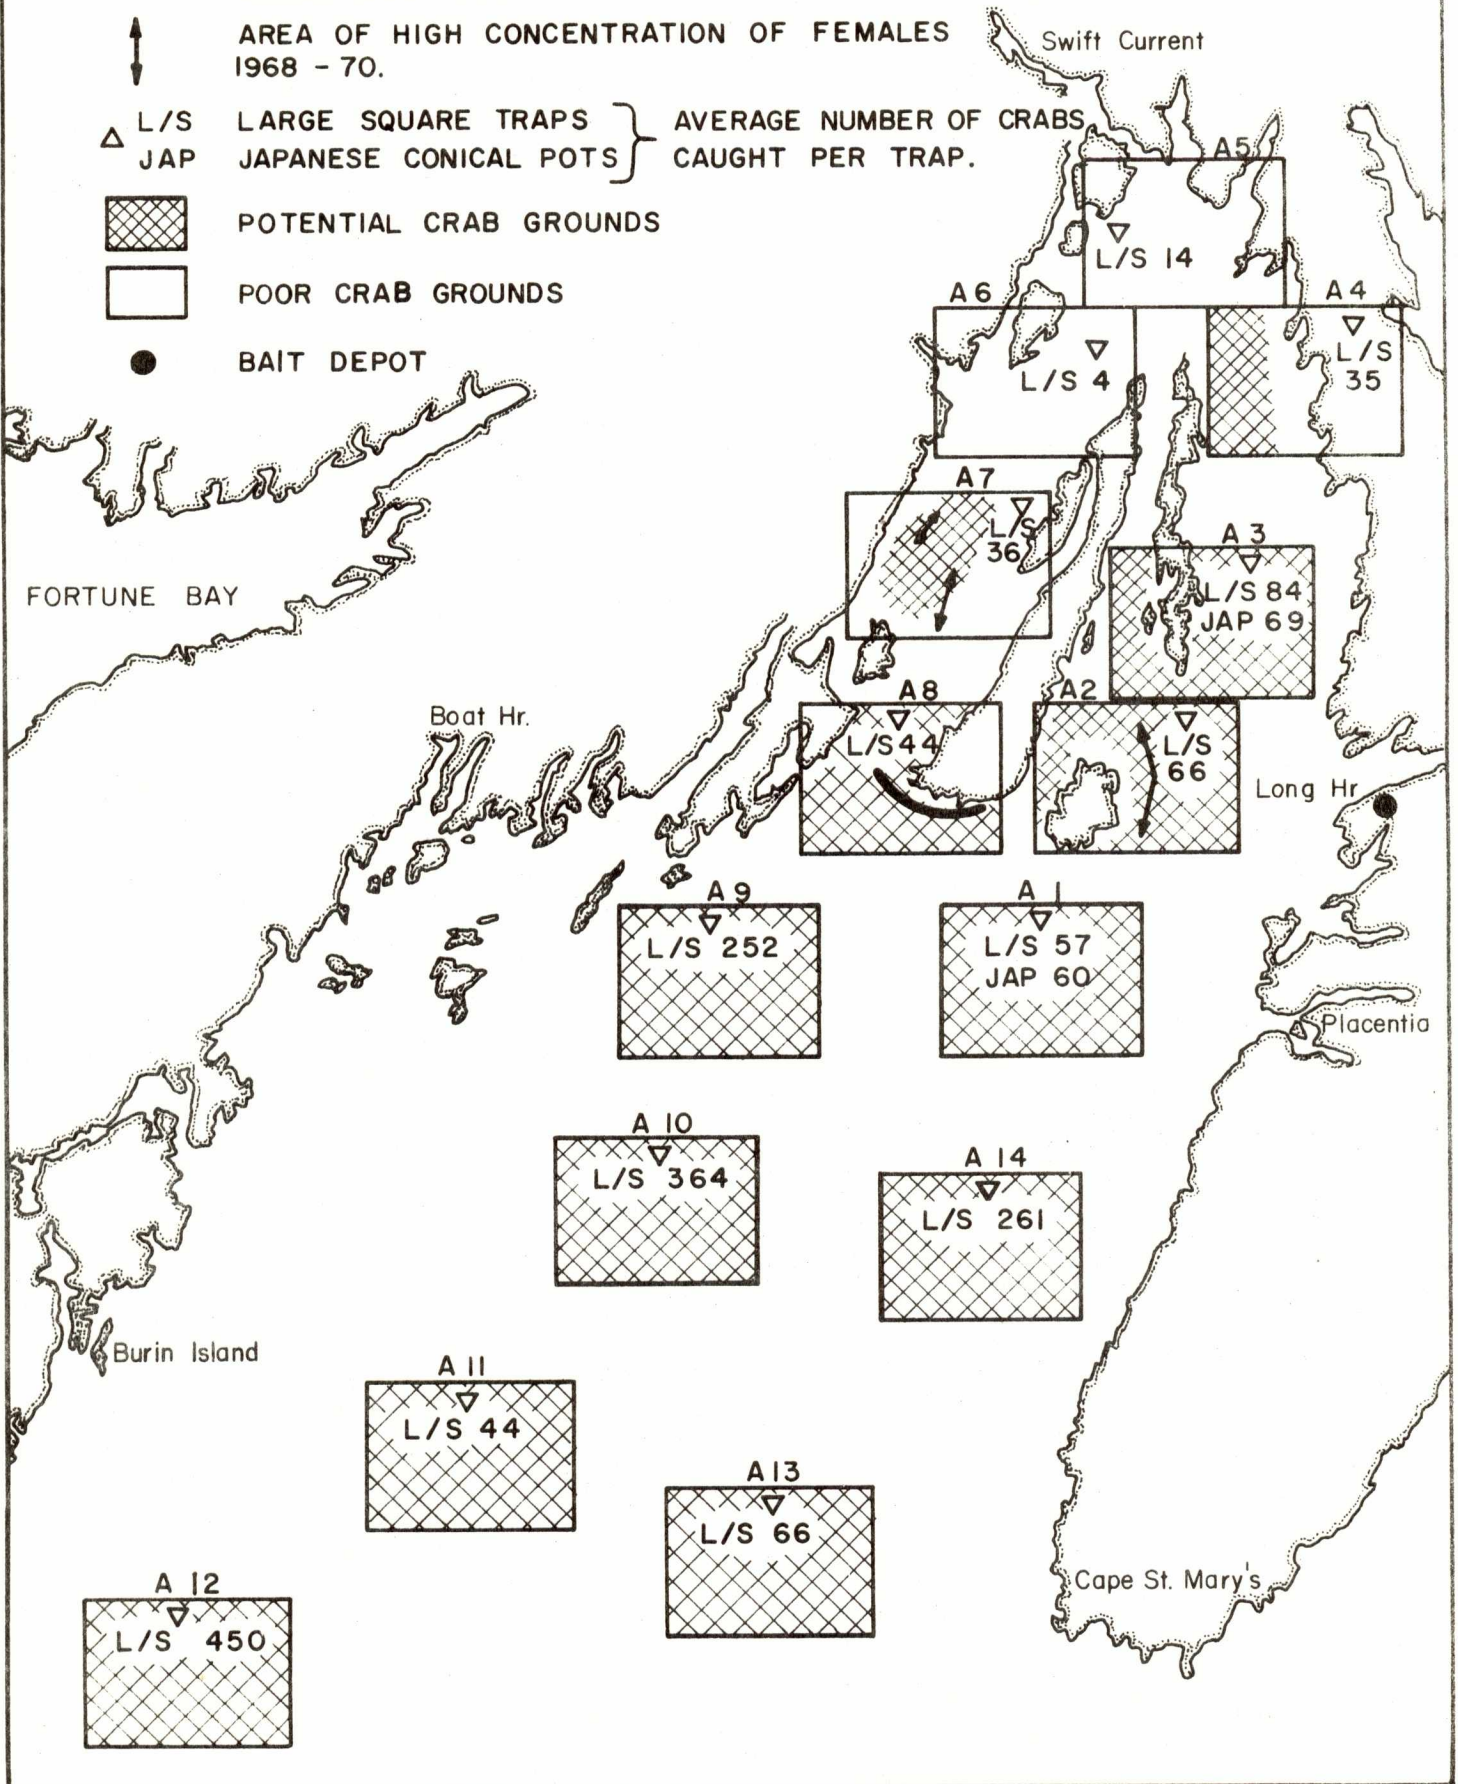 AREA OF HIGH CONCENTRATION OF FEMALES
1968 - 70.
L/S LARGE SQUARE TRAPS
JAP JAPANESE CONICAL POTS
AVERAGE NUMBER OF CRABS
CAUGHT PER TRAP.
POTENTIAL CRAB GROUNDS
POOR CRAB GROUNDS
BAIT DEPOT
Swift Current
A5
L/S 14
A6
L/S 4
A4
L/S
35
A7
L/S
36
A3
L/S 84
JAP 69
FORTUNE BAY
Boat Hr.
A8
L/S 44
A2
L/S
66
Long Hr
A9
L/S 252
A 1
L/S 57
JAP 60
Placentia
A 10
L/S 364
A 14
L/S 261
Burin Island
A 11
L/S 44
A13
L/S 66
Cape St. Mary's
A 12
L/S 450